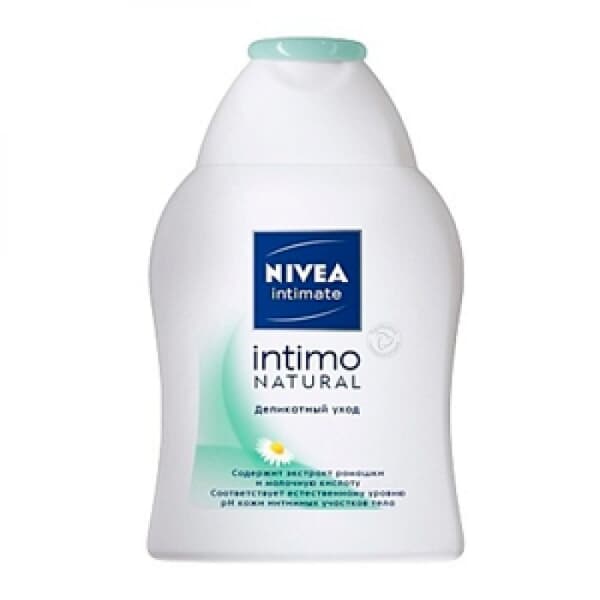 NIVEA
intimate
intimo
NATURAL
Деликатный уход
Содержит экстракт ромашки
и молочную кислоту
Соответствует естественному уровню
pH кожи интимных участков тела